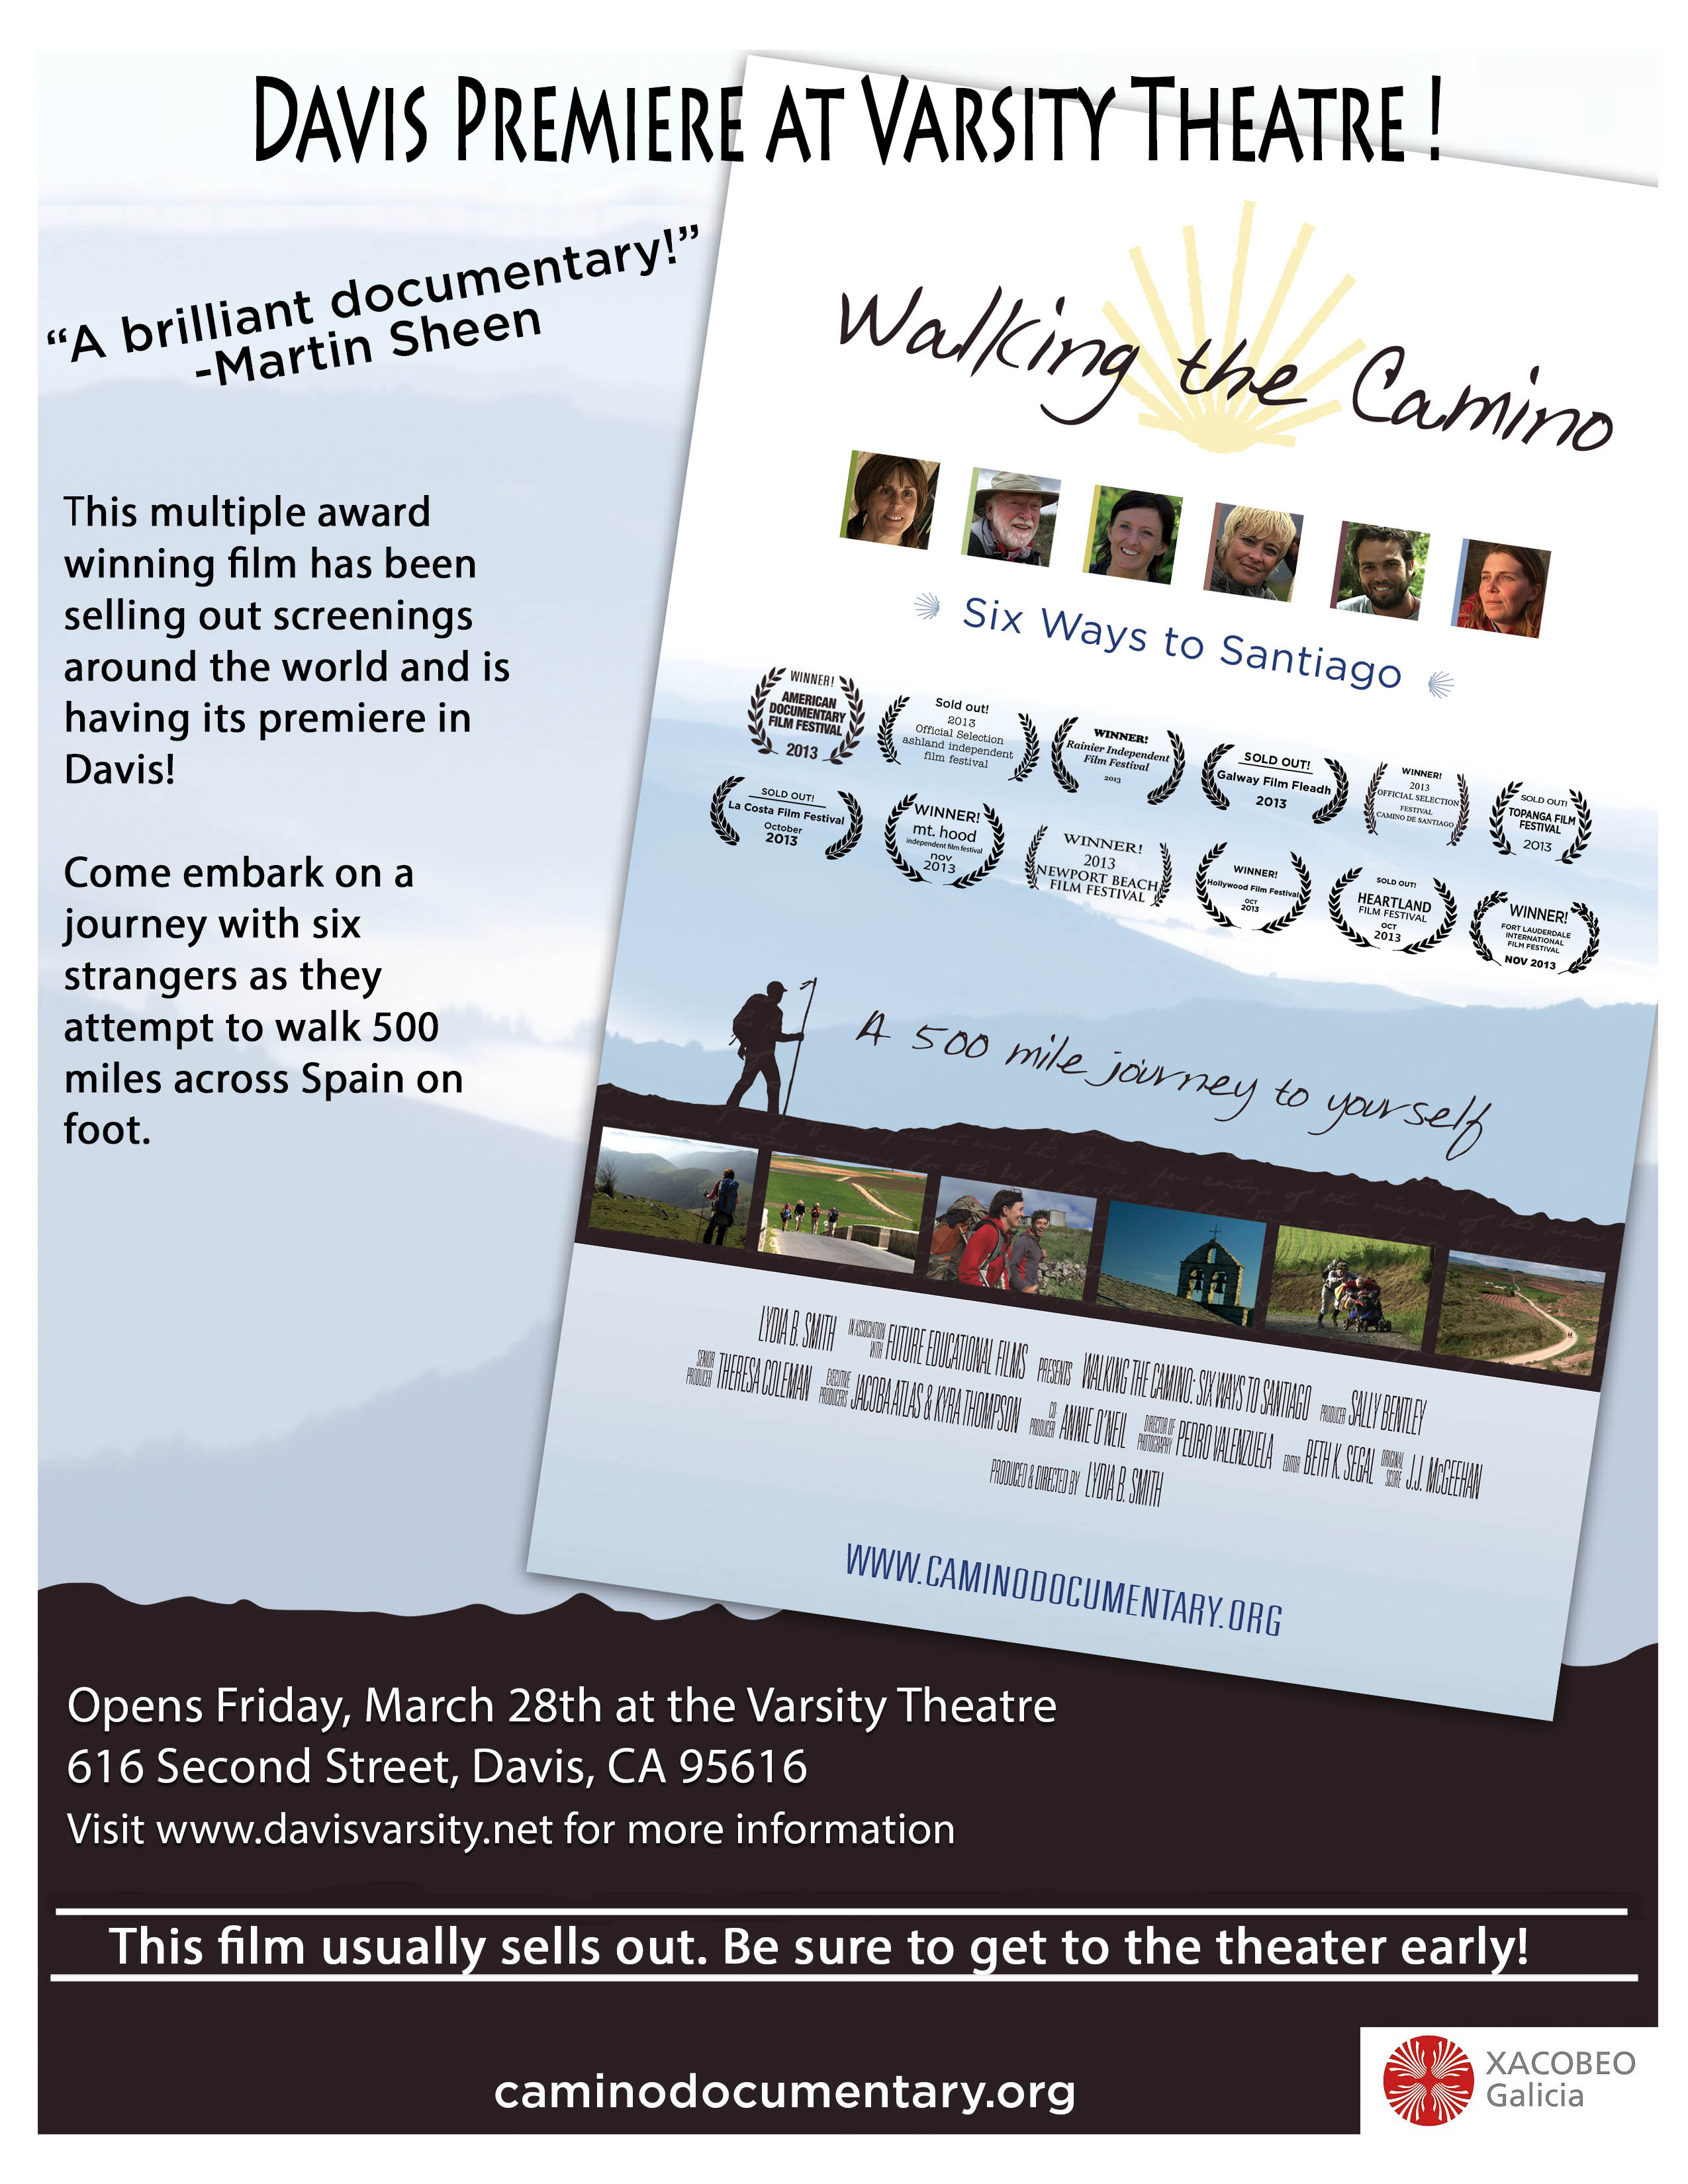 DAVIS PREMIERE AT VARSITY THEATRE !
“A brilliant documentary!”
-Martin Sheen
This multiple award
winning film has been
selling out screenings
around the world and is
having its premiere in
Davis!
Come embark on a
journey with six
strangers as they
attempt to walk 500
miles across Spain on
foot.
Walking the Camino
Six Ways to Santiago
WINNER!
AMERICAN
DOCUMENTARY
FILM FESTIVAL
2013
Sold out!
2013
Official Selection
ashland independent
film festival
WINNER!
Rainier Independent
Film Festival
2013
SOLD OUT!
Galway Film Fleadh
2013
WINNER!
2013
OFFICIAL SELECTION
FESTIVAL
CAMINO DE SANTIAGO
SOLD OUT!
TOPANGA FILM
FESTIVAL
2013
SOLD OUT!
La Costa Film Festival
October
2013
WINNER!
mt. hood
independent film festival
nov
2013
WINNER!
2013
NEWPORT BEACH
FILM FESTIVAL
WINNER!
Hollywood Film Festival
OCT
2013
SOLD OUT!
HEARTLAND
FILM FESTIVAL
OCT
2013
WINNER!
FORT LAUDERDALE
INTERNATIONAL
FILM FESTIVAL
NOV 2013
A 500 mile journey to yourself
LYDIA B. SMITH IN ASSOCIATION WITH FUTURE EDUCATIONAL FILMS PRESENTS WALKING THE CAMINO: SIX WAYS TO SANTIAGO PRODUCER SALLY BENTLEY
SENIOR PRODUCER THERESA COLEMAN EXECUTIVE PRODUCERS JACOBA ATLAS & KYRA THOMPSON CO-PRODUCER ANNIE O'NEIL DIRECTOR OF PHOTOGRAPHY PEDRO VALENZUELA EDITOR BETH K. SEGAL ORIGINAL SCORE J.J. McGEEHAN
PRODUCED & DIRECTED BY LYDIA B. SMITH
WWW.CAMINODOCUMENTARY.ORG
Opens Friday, March 28th at the Varsity Theatre
616 Second Street, Davis, CA 95616
Visit www.davisvarsity.net for more information
This film usually sells out. Be sure to get to the theater early!
caminodocumentary.org
XACOBEO
Galicia